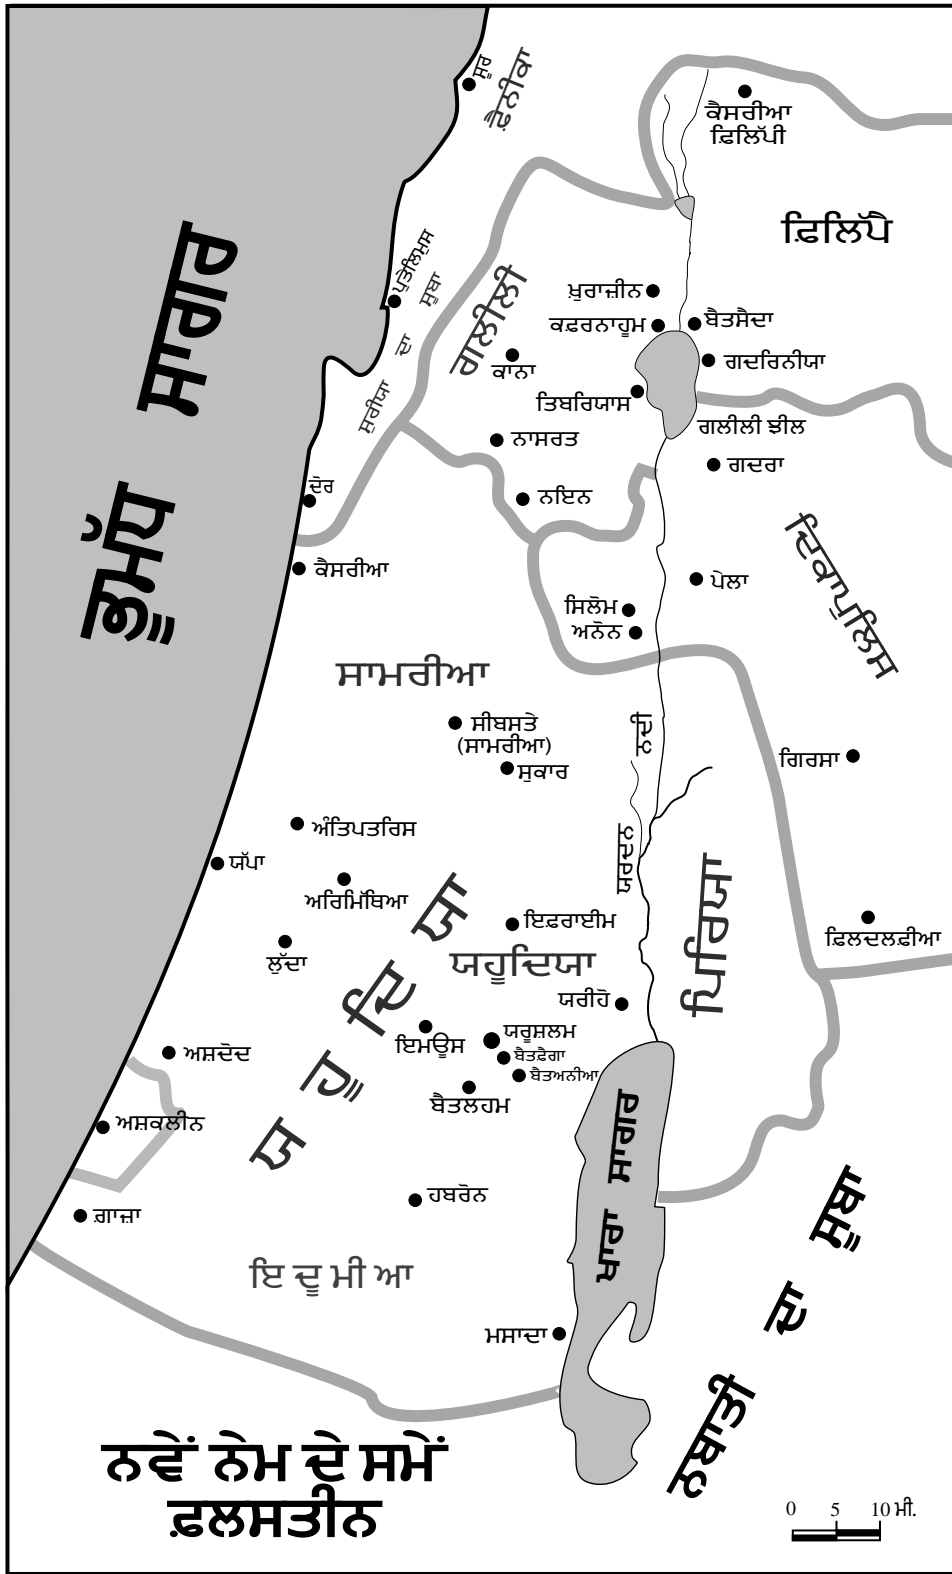 ਸੂਰ
ਫ਼ੈਨੀਕਾ
ਕੈਸਰੀਆ
ਫ਼ਿਲਿੱਪੀ
ਫ਼ਿਲਿੱਪੈ
ਭੂਮੱਧ ਸਾਗਰ
ਪੁਤੋਲਿਮੁਸ
ਸੁਰੀਯਾ ਦਾ ਸੂਬਾ
ਗਲੀਲੀ
ਖ਼ੁਰਾਜ਼ੀਨ
ਕਫ਼ਰਨਾਹੂਮ
ਬੈਤਸੈਦਾ
ਕਾਨਾ
ਗਦਰਿਨੀਯਾ
ਤਿਬਰਿਯਾਸ
ਗਲੀਲੀ ਝੀਲ
ਨਾਸਰਤ
ਗਦਰਾ
ਦੋਰ
ਨਇਨ
ਦਿਕਾਪੁਲਿਸ
ਕੈਸਰੀਆ
ਪੇਲਾ
ਸਿਲੋਮ
ਅਨੋਨ
ਸਾਮਰੀਆ
ਸੀਬਸਤੇ
(ਸਾਮਰੀਆ)
ਸੁਕਾਰ
ਯਰਦਨ ਨਦੀ
ਗਿਰਸਾ
ਅੰਤਿਪਤਰਿਸ
ਯੱਪਾ
ਅਰਿਮਿੱਥਿਆ
ਪਿਰਿਯਾ
ਇਫ਼ਰਾਈਮ
ਫ਼ਿਲਦਲਫ਼ੀਆ
ਲੁੱਦਾ
ਯਹੂਦਿਯਾ
ਯ ਹੂ ਦਿ ਯਾ
ਯਰੀਹੋ
ਇਮਊਸ
ਯਰੂਸ਼ਲਮ
ਬੈਤਫ਼ੈਗਾ
ਬੈਤਅਨੀਆ
ਬੈਤਲਹਮ
ਅਸ਼ਦੋਦ
ਅਸ਼ਕਲੀਨ
ਖਾਰਾ ਸਾਗਰ
ਹਬਰੋਨ
ਗ਼ਾਜ਼ਾ
ਇ ਦੂ ਮੀ ਆ
ਮਸਾਦਾ
ਨਬਾਤੀ ਦਾ ਸੂਬਾ
ਨਵੇਂ ਨੇਮ ਦੇ ਸਮੇਂ
ਫ਼ਲਸਤੀਨ
0 5 10 ਮੀ.